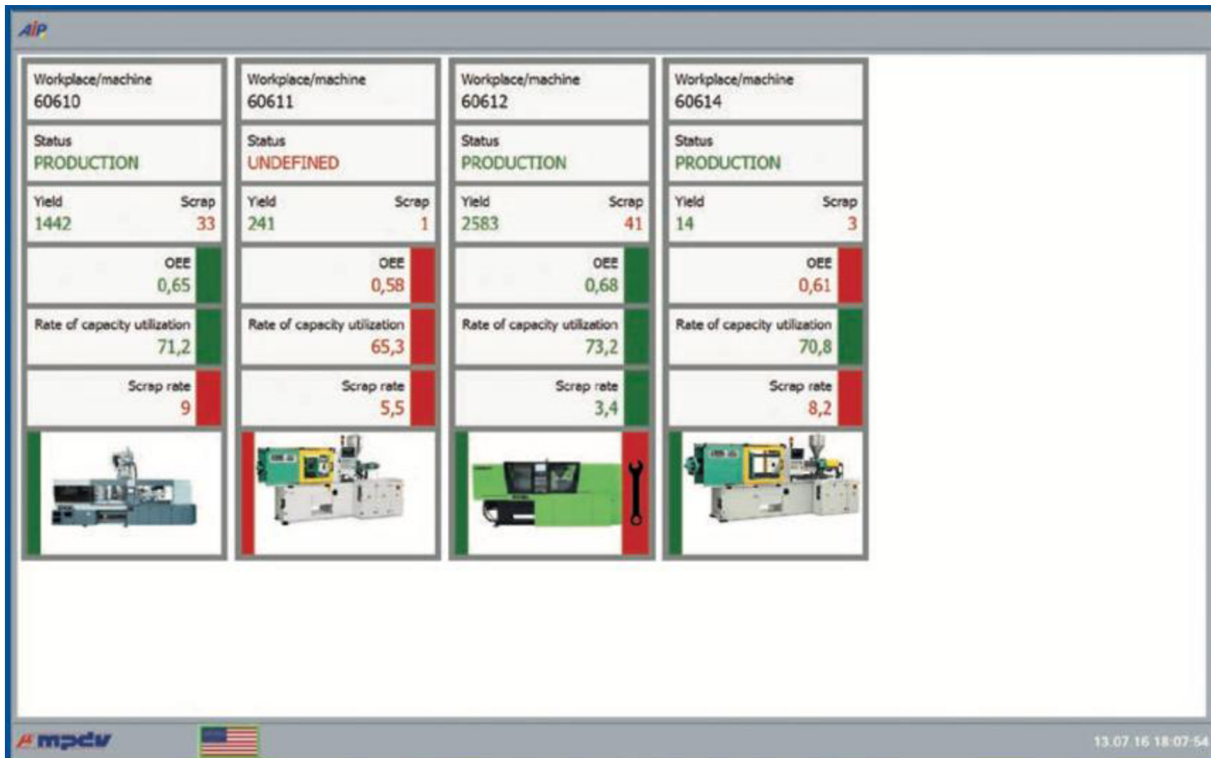 AIP
Workplace/machine
60610
Status
PRODUCTION
Yield Scrap
1442 33
OEE
0,65
Rate of capacity utilization
71,2
Scrap rate
9
Workplace/machine
60611
Status
UNDEFINED
Yield Scrap
241 1
OEE
0,58
Rate of capacity utilization
65,3
Scrap rate
5,5
Workplace/machine
60612
Status
PRODUCTION
Yield Scrap
2583 41
OEE
0,68
Rate of capacity utilization
73,2
Scrap rate
3,4
Workplace/machine
60614
Status
PRODUCTION
Yield Scrap
14 3
OEE
0,61
Rate of capacity utilization
70,8
Scrap rate
8,2
mpdv
13.07.16 18:07:54